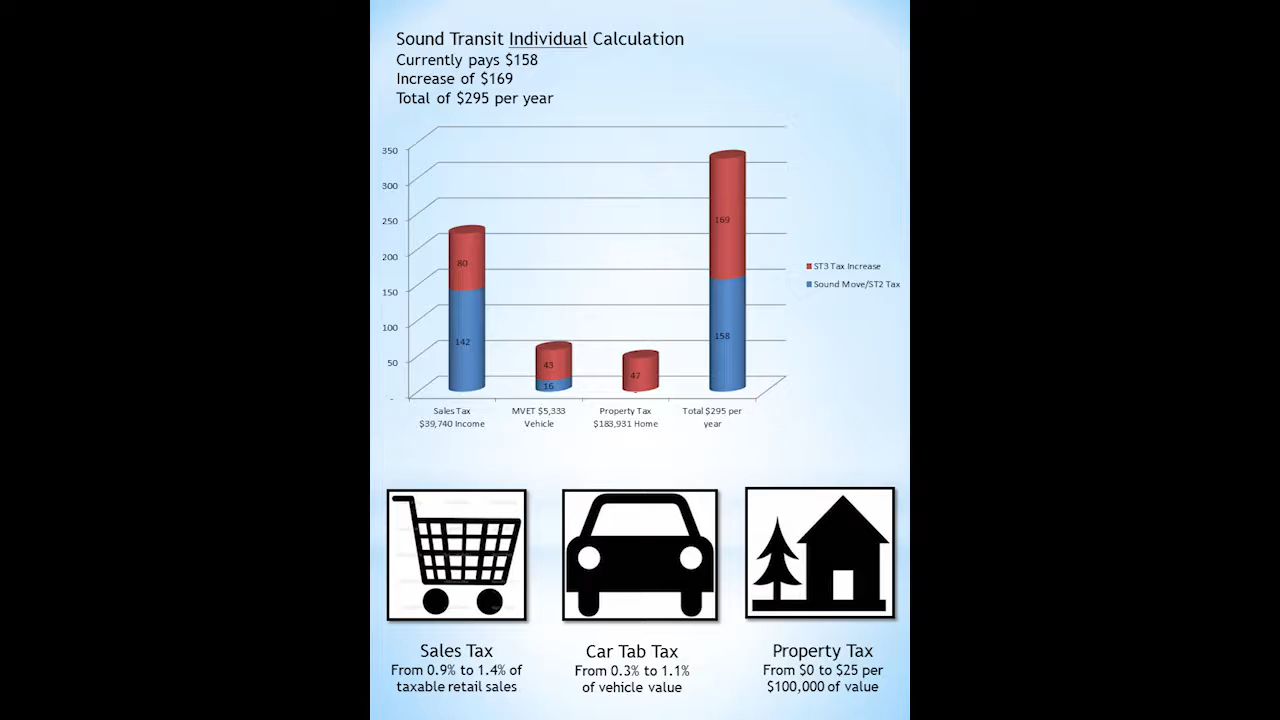 Sound Transit Individual Calculation
Currently pays $158
Increase of $169
Total of $295 per year
350
300
250
200
150
100
50
-
80
142
43
16
47
169
158
ST3 Tax Increase
Sound Move/ST2 Tax
Sales Tax
$39,740 Income
MVET $5,333
Vehicle
Property Tax
$183,931 Home
Total $295 per
year
Sales Tax
From 0.9% to 1.4% of
taxable retail sales
Car Tab Tax
From 0.3% to 1.1%
of vehicle value
Property Tax
From $0 to $25 per
$100,000 of value